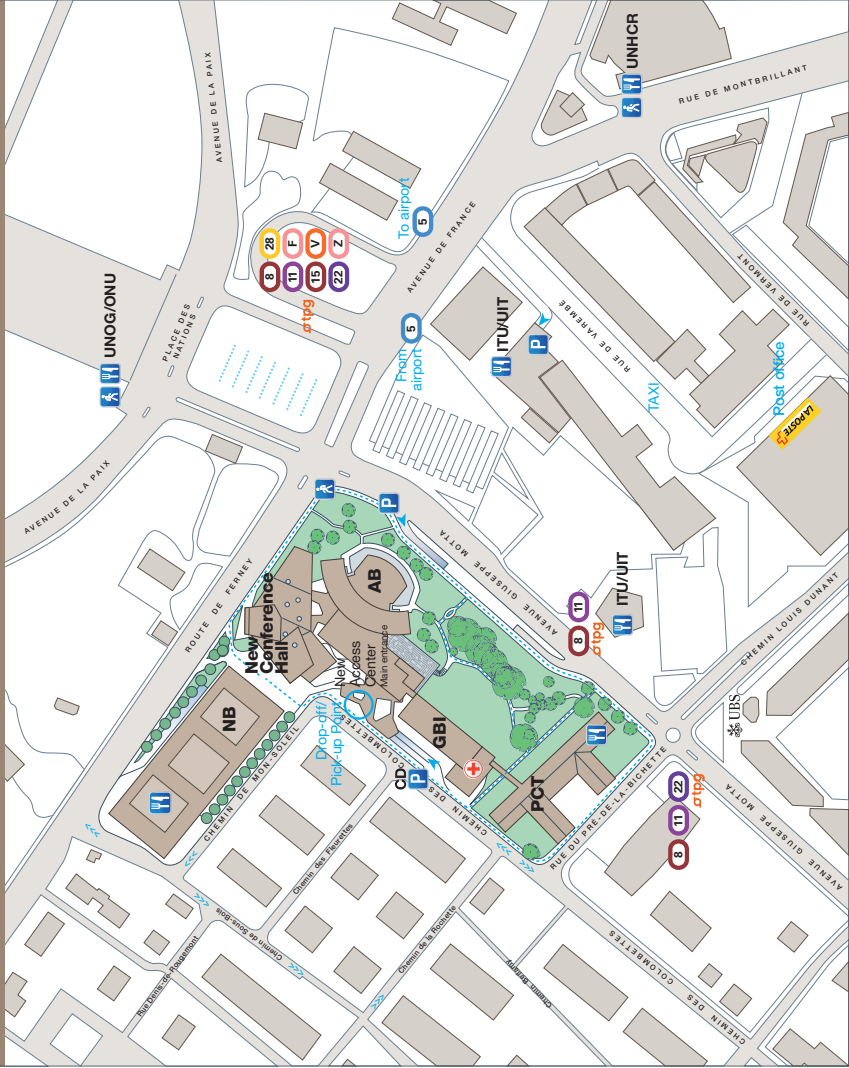 AVENUE DE LA PAIX
AVENUE DE LA PAIX
UNHCR
RUE DE MONTBRILLANT
To airport
5
28
F
V
Z
8
11
15
22
tpg
AVENUE DE FRANCE
RUE DE VERMONT
UNOG/ONU
PLACE DES
NATIONS
From
airport
5
ITU/UIT
P
RUE DE VAREMBÉ
TAXI
Post office
LA POSTE
P
ROUTE DE FERNEY
New
Conference
Hall
AB
New
Access
Center
Main entrance
AVENUE GIUSEPPE MOTTA
11
8
tpg
ITU/UIT
CHEMIN LOUIS DUNANT
UBS
NB
CHEMIN DE MON-SOLEIL
Drop-off/
Pick-up Point
CHEMIN DES COLOMBETTES
GBI
CD
P
PCT
RUE DU PRÉ-DE-LA-BICHETTE
22
11
8
tpg
AVENUE GIUSEPPE MOTTA
Chemin des Fleurettes
Chemin de Sous-Bois
Rue Denis-de-Rougemont
Chemin de la Rochette
CHEMIN DES COLOMBETTES